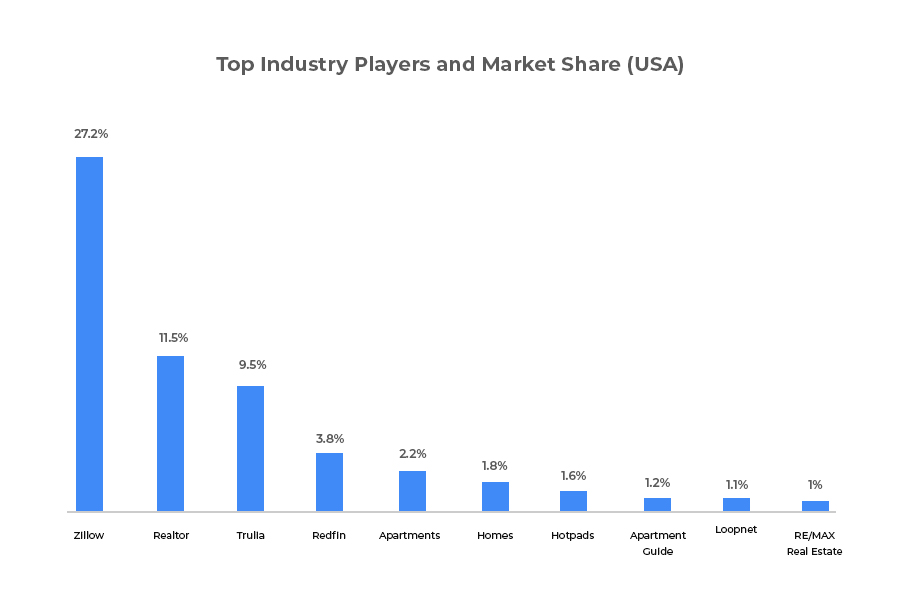 Top Industry Players and Market Share (USA)
27.2%
11.5%
9.5%
3.8%
2.2%
1.8%
1.6%
1.2%
1.1%
1%
Zillow
Realtor
Trulia
Redfin
Apartments
Homes
Hotpads
Apartment
Guide
Loopnet
RE/MAX
Real Estate